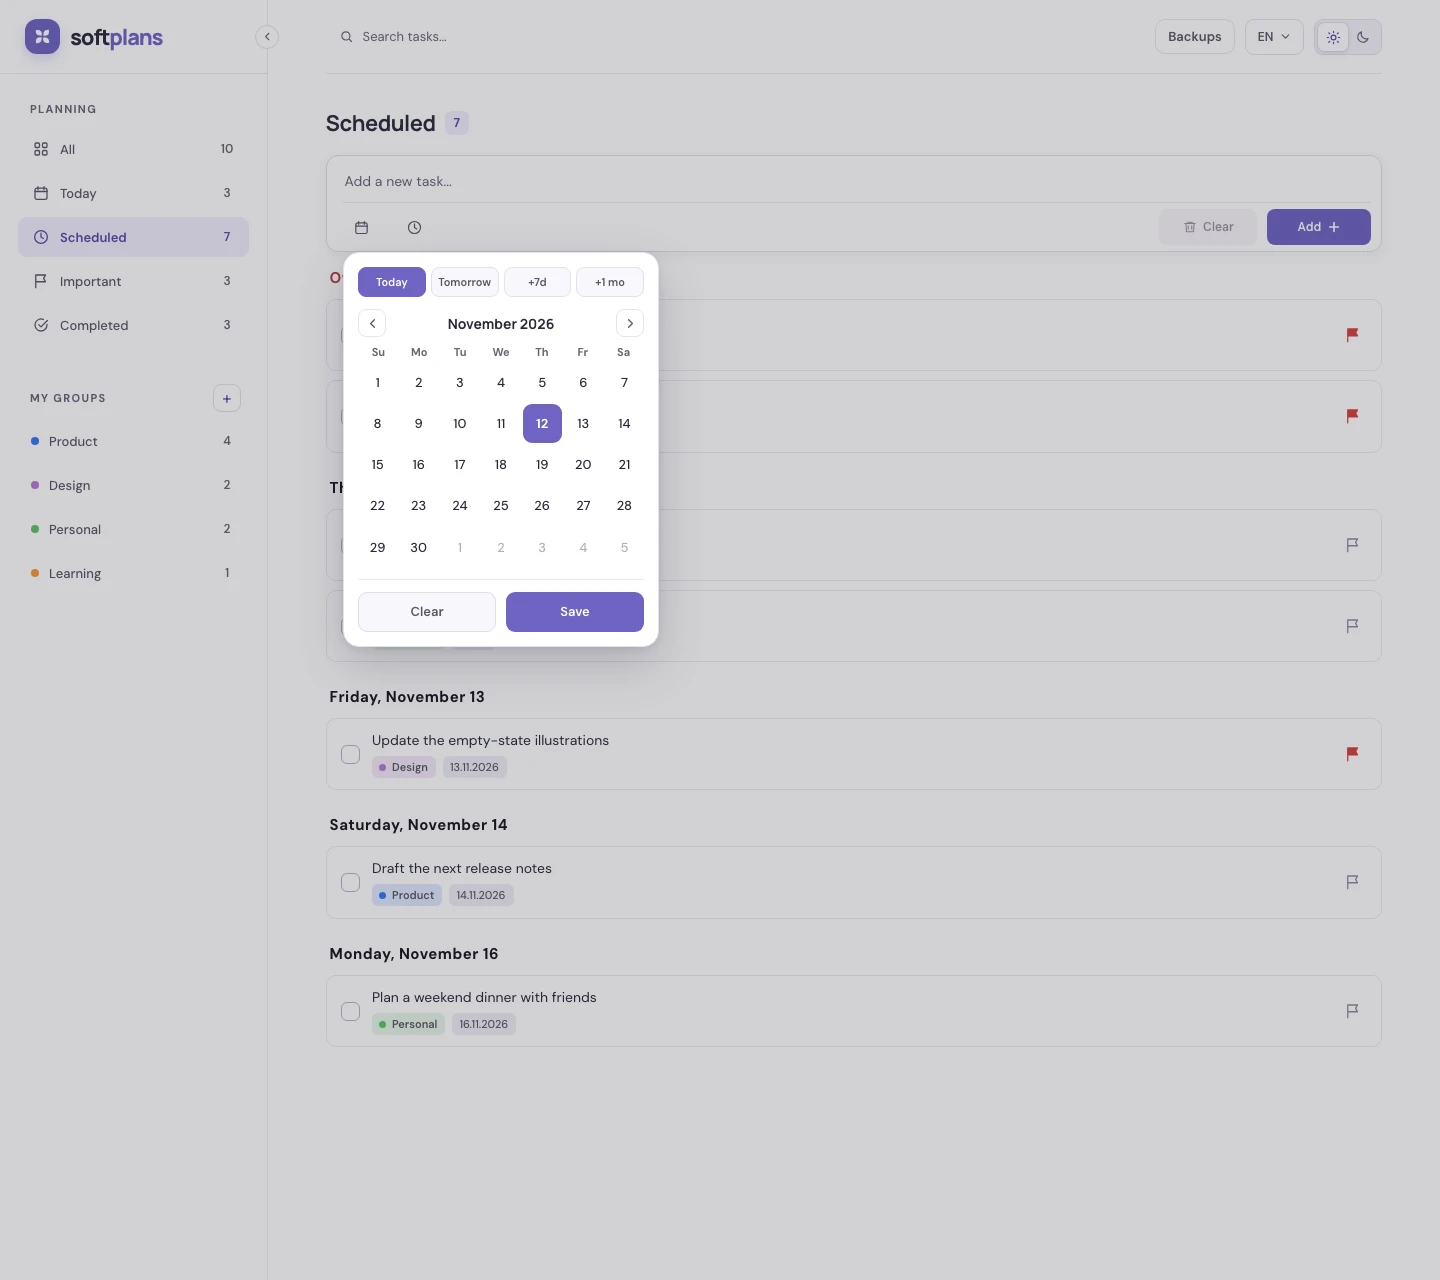 softplans
Search tasks...
Backups
EN
PLANNING
All 10
Today 3
Scheduled 7
Important 3
Completed 3
MY GROUPS +
Product 4
Design 2
Personal 2
Learning 1
Scheduled 7
Add a new task...
Clear
Add +
Today Tomorrow +7d +1 mo
November 2026
Su Mo Tu We Th Fr Sa
1 2 3 4 5 6 7
8 9 10 11 12 13 14
15 16 17 18 19 20 21
22 23 24 25 26 27 28
29 30 1 2 3 4 5
Clear Save
Friday, November 13
Update the empty-state illustrations
Design 13.11.2026
Saturday, November 14
Draft the next release notes
Product 14.11.2026
Monday, November 16
Plan a weekend dinner with friends
Personal 16.11.2026